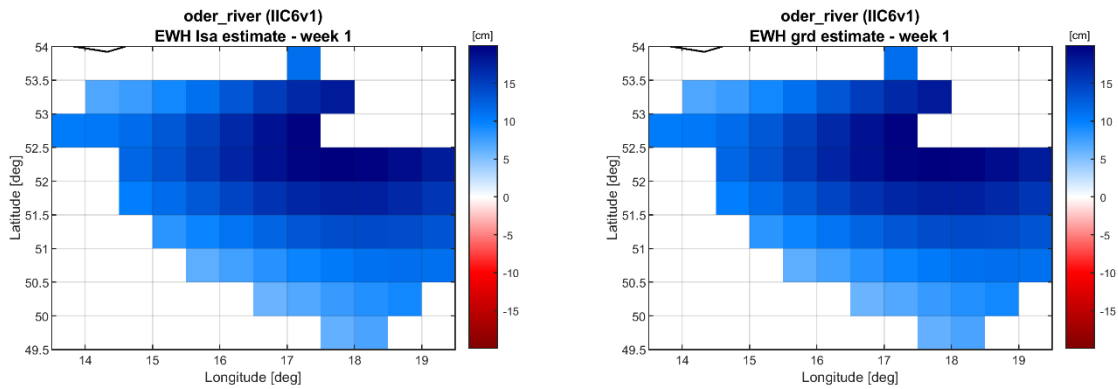 oder_river (IIC6v1)
EWH lsa estimate - week 1
[cm]
54
53.5
53
52.5
52
51.5
51
50.5
50
49.5
Latitude [deg]
14 15 16 17 18 19
Longitude [deg]
15
10
5
0
-5
-10
-15
oder_river (IIC6v1)
EWH grd estimate - week 1
[cm]
54
53.5
53
52.5
52
51.5
51
50.5
50
49.5
Latitude [deg]
14 15 16 17 18 19
Longitude [deg]
15
10
5
0
-5
-10
-15